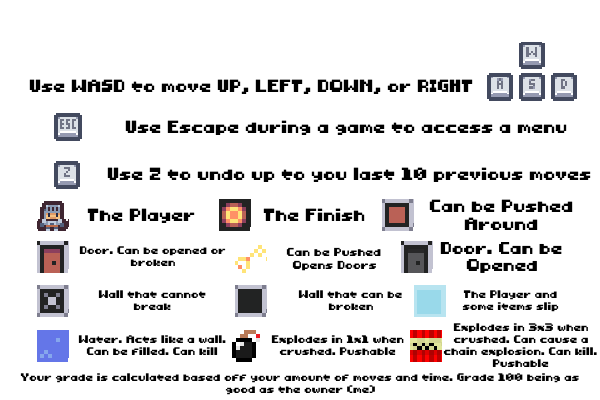 W
Use WASD to move UP, LEFT, DOWN, or RIGHT
A S D
ESC
Use Escape during a game to access a menu
Z
Use Z to undo up to you last 10 previous moves
The Player
The Finish
Can be Pushed
Around
Door. Can be opened or
broken
Can be Pushed
Opens Doors
Door. Can be
Opened
Wall that cannot
break
Wall that can be
broken
The Player and
some items slip
Water. Acts like a wall.
Can be filled. Can kill
Explodes in 1x1 when
crushed. Pushable
Explodes in 3x3 when
crushed. Can cause a
chain explosion. Can kill.
Pushable
Your grade is calculated based off your amount of moves and time. Grade 100 being as
good as the owner (me)